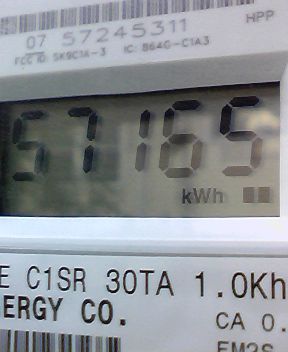 HPP
07 57245311
FCC ID: SK9C1A-3 IC: 864G-C1A3
57165
kWh
E C1SR 30TA 1.0Kh
ERGY CO.
CA 0.
EM2S